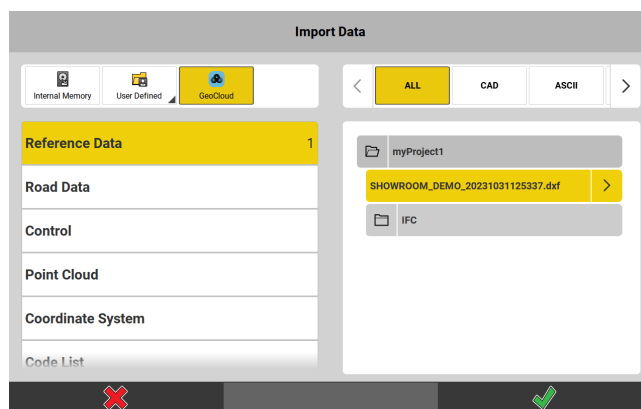 Import Data
Internal Memory
User Defined
GeoCloud
ALL
CAD
ASCII
Reference Data 1
Road Data
Control
Point Cloud
Coordinate System
Code List
myProject1
SHOWROOM_DEMO_20231031125337.dxf
IFC